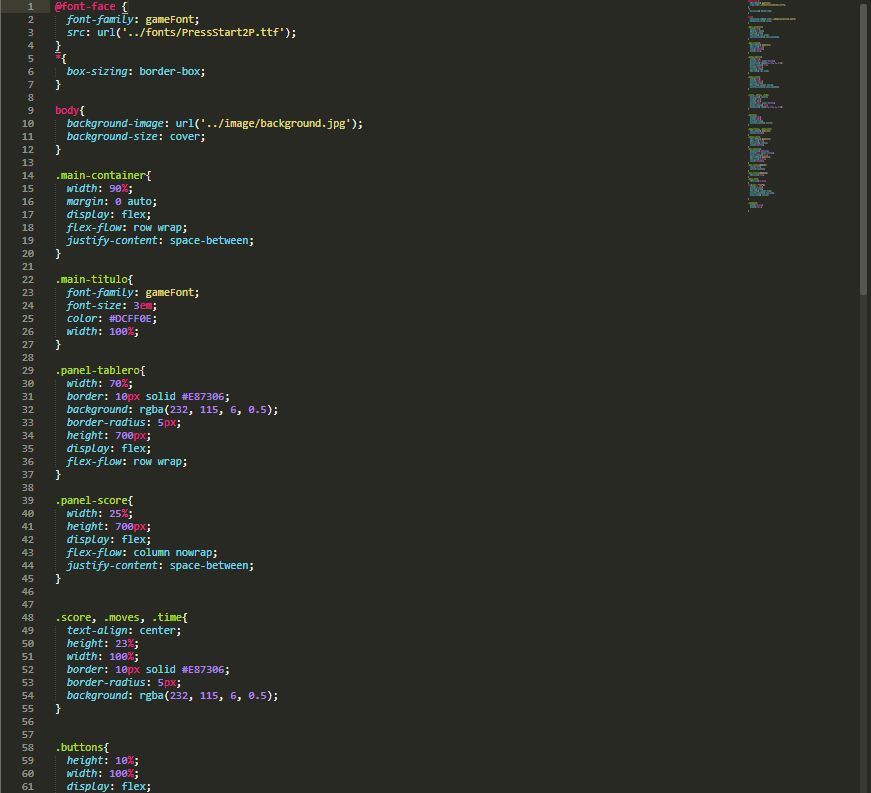 1 @font-face {
2 font-family: gameFont;
3 src: url('../fonts/PressStart2P.ttf');
4 }
5 *{
6 box-sizing: border-box;
7 }
8
9 body{
10 background-image: url('../image/background.jpg');
11 background-size: cover;
12 }
13
14 .main-container{
15 width: 90%;
16 margin: 0 auto;
17 display: flex;
18 flex-flow: row wrap;
19 justify-content: space-between;
20 }
21
22 .main-titulo{
23 font-family: gameFont;
24 font-size: 3em;
25 color: #DCFF0E;
26 width: 100%;
27 }
28
29 .panel-tablero{
30 width: 70%;
31 border: 10px solid #E87306;
32 background: rgba(232, 115, 6, 0.5);
33 border-radius: 5px;
34 height: 700px;
35 display: flex;
36 flex-flow: row wrap;
37 }
38
39 .panel-score{
40 width: 25%;
41 height: 700px;
42 display: flex;
43 flex-flow: column nowrap;
44 justify-content: space-between;
45 }
46
47
48 .score, .moves, .time{
49 text-align: center;
50 height: 23%;
51 width: 100%;
52 border: 10px solid #E87306;
53 border-radius: 5px;
54 background: rgba(232, 115, 6, 0.5);
55 }
56
57
58 .buttons{
59 height: 10%;
60 width: 100%;
61 display: flex;